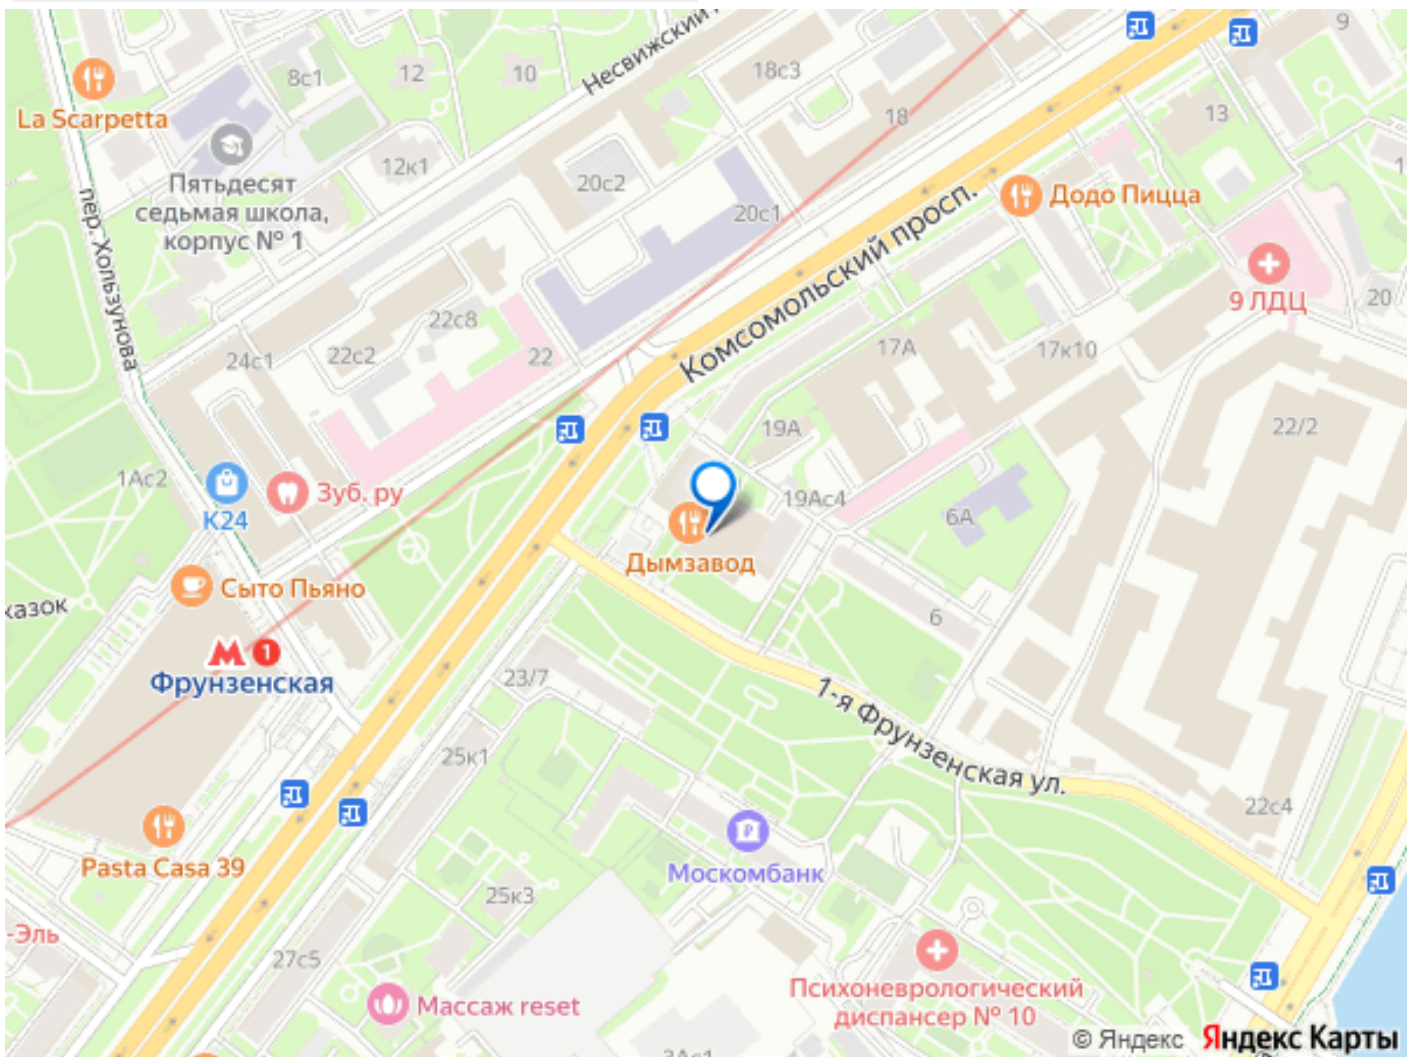 9
Несвижский
8с1
12
10
18с3
La Scarpetta
18
13
12к1
Пятьдесят
седьмая школа,
корпус № 1
20с2
20с1
Додо Пицца
пер. Хользунова
Комсомольский просп.
9 ЛДЦ
20
22с8
24с1
22с2
22
17А
17к10
19А
22/2
1Ас2
К24
Зуб. ру
19Ас4
6А
Дымзавод
Сыто Пьяно
казок
6
М 1
Фрунзенская
23/7
1-я Фрунзенская ул.
25к1
22с4
Pasta Casa 39
Москомбанк
25к3
-Эль
27с5
Массаж reset
Психоневрологический
диспансер № 10
© Яндекс Яндекс Карты